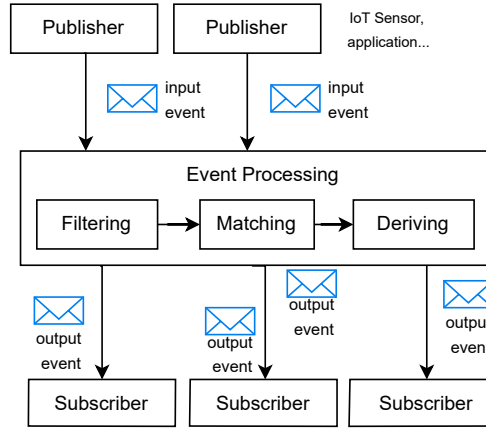 Publisher
Publisher
IoT Sensor,
application...
input
event
input
event
Event Processing
Filtering
Matching
Deriving
output
event
output
event
output
event
output
event
Subscriber
Subscriber
Subscriber